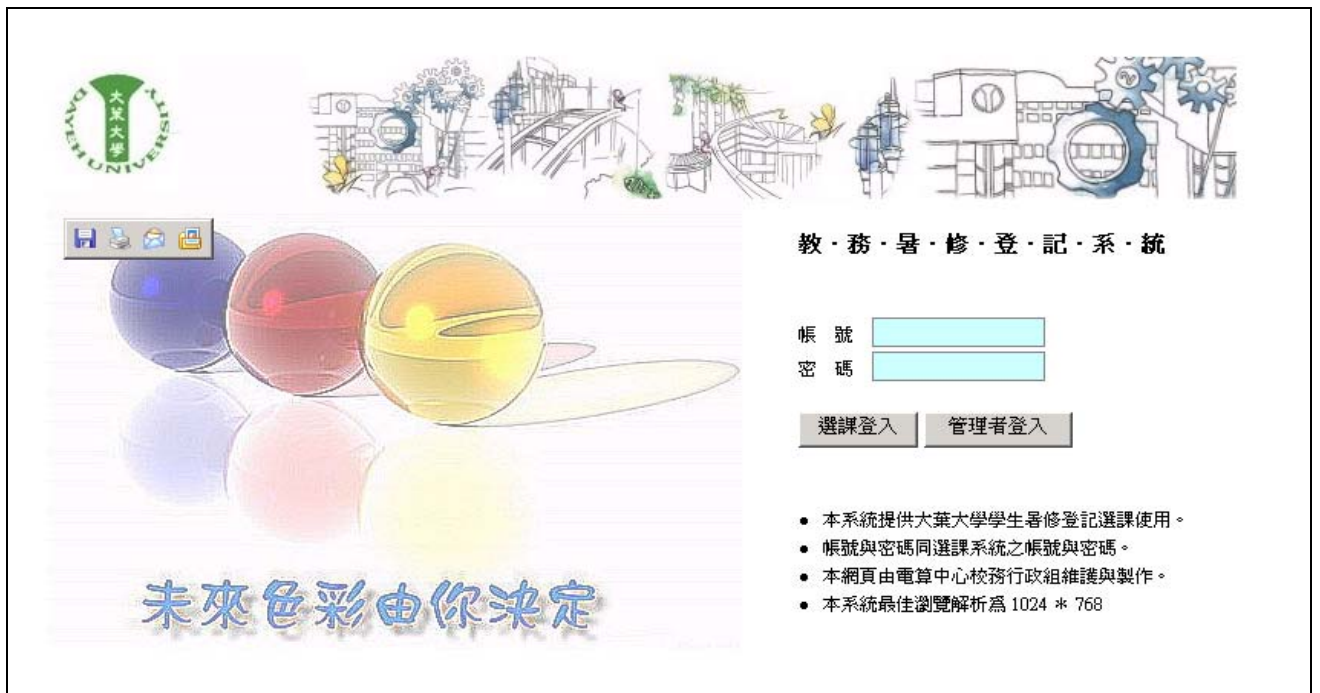 大葉大學
DAYEH UNIVERSITY
教‧務‧暑‧修‧登‧記‧系‧統
帳 號
密 碼
選課登入 管理者登入
本系統提供大葉大學學生暑修登記選課使用。
帳號與密碼同選課系統之帳號與密碼。
本網頁由電算中心校務行政組維護與製作。
本系統最佳瀏覽解析為 1024 * 768
未來色彩由你決定